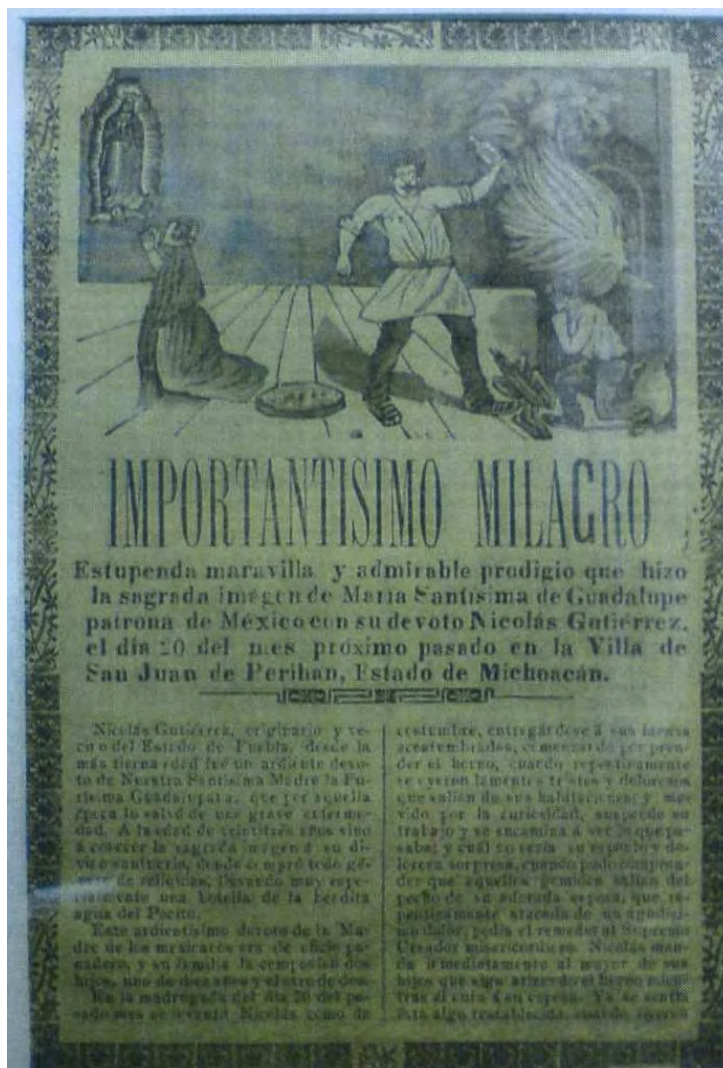 IMPORTANTISIMO MILAGRO
Estupenda maravilla y admirable prodigio que hizo
la sagrada imágen de María Santísima de Guadalupe
patrona de México con su devoto Nicolás Gutiérrez,
el día 20 del mes próximo pasado en la Villa de
San Juan de Periban, Estado de Michoacán.
Nicolás Gutiérrez, originario y ve-
cino del Estado de Puebla, desde la
más tierna edad fué un ardiente devo-
to de Nuestra Santísima Madre la Pu-
rísima Guadalupana, que por aquella
época lo salvó de una grave enferme-
dad. A la edad de veintitrés años vino
á conocer la sagrada imágen á su di-
vino santuario, donde compró todo gé-
nero de reliquias, llevando muy espe-
cialmente una botella de la bendita
agua del Pocito.
Este ardientísimo devoto de la Ma-
dre de los mexicanos era de oficio pa-
nadero, y su familia la componían dos
hijos, uno de diez años y el otro de dos.
En la madrugada del día 20 del pa-
sado mes se levantó Nicolás como de
costumbre, entregándose á sus faenas
acostumbradas, comenzando por pren-
der el horno, cuando repentinamente
se oyeron lamentos tristes y dolorosos
que salían de sus habitaciones y mo-
vido por la curiosidad, suspende su
trabajo y se encamina á ver lo que pa-
saba; y cuál no sería su espanto y do-
lorosa sorpresa, cuando pudo compren-
der que aquellos gemidos salían del
pecho de su adorada esposa, que re-
pentinamente atacada de un agudísi-
mo dolor, pedía el remedio al Supremo
Creador misericordioso. Nicolás man-
da inmediatamente al mayor de sus
hijos que siga atizando el horno mien-
tras él cuida á su esposa. Ya se sentía
ésta algo restablecida, cuando oyeron